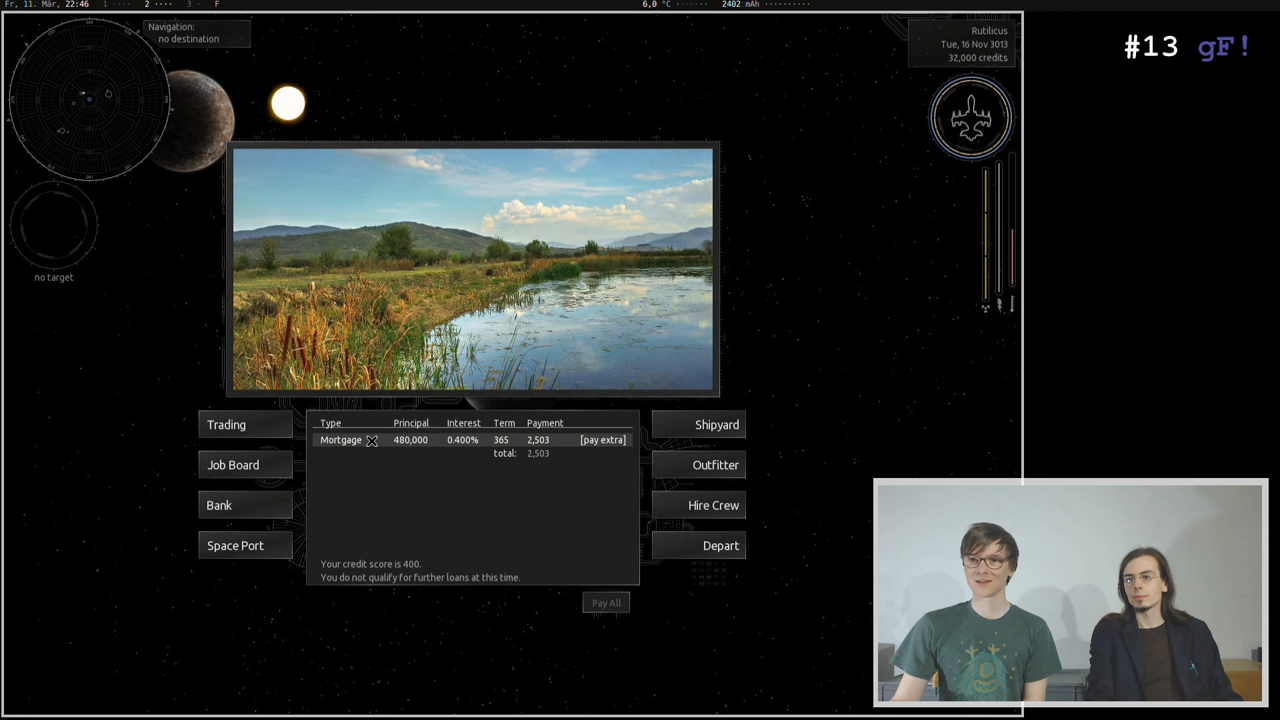 Fr, 11. Mär, 22:46 1 ···· 2 ···· 3 · F 6,0 °C ······· 2402 mAh ··········
#13 gF!
Navigation:
no destination
Rutilicus
Tue, 16 Nov 3013
32,000 credits
no target
Trading
Job Board
Bank
Space Port
Type Principal Interest Term Payment
Mortgage 480,000 0.400% 365 2,503 [pay extra]
total: 2,503
Your credit score is 400.
You do not qualify for further loans at this time.
Pay All
Shipyard
Outfitter
Hire Crew
Depart